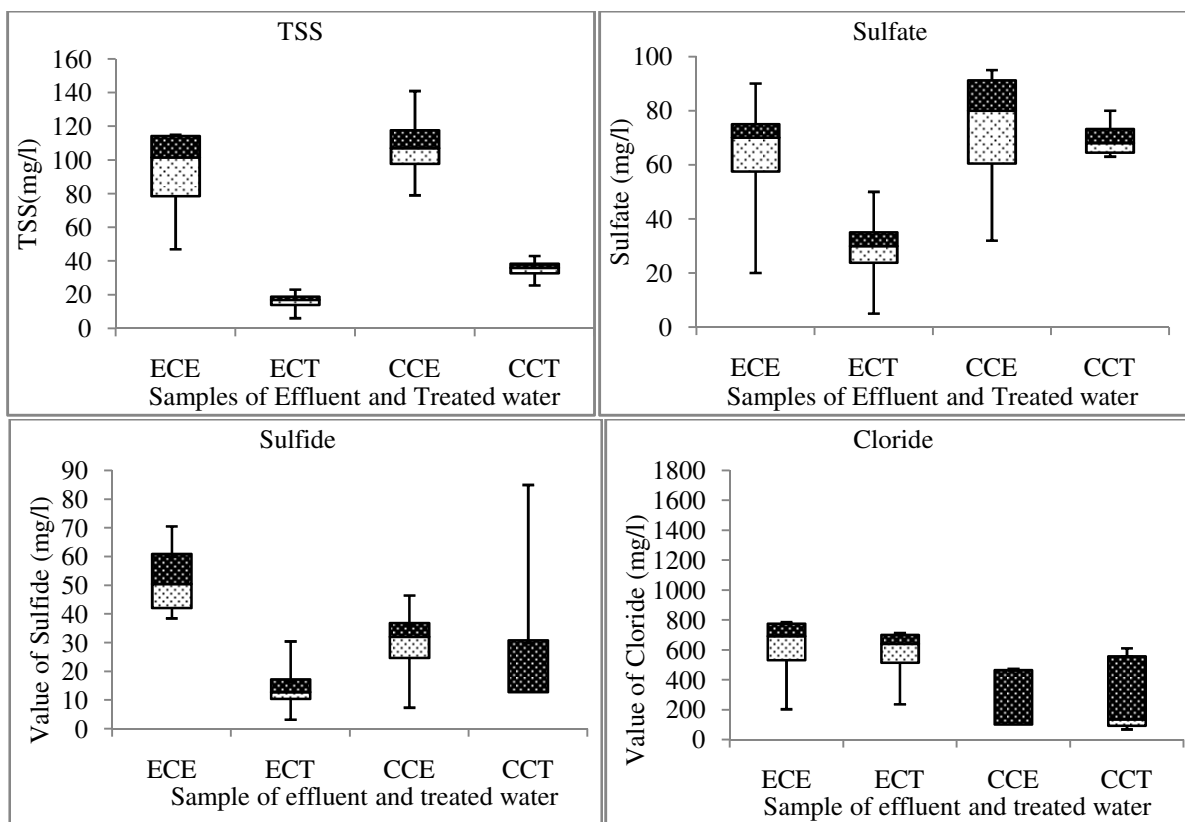 TSS
TSS(mg/l)
160
140
120
100
80
60
40
20
0
ECE ECT CCE CCT
Samples of Effluent and Treated water
Sulfate
Sulfate (mg/l)
100
80
60
40
20
0
ECE ECT CCE CCT
Samples of Effluent and Treated water
Sulfide
Value of Sulfide (mg/l)
90
80
70
60
50
40
30
20
10
0
ECE ECT CCE CCT
Sample of effluent and treated water
Cloride
Value of Cloride (mg/l)
1800
1600
1400
1200
1000
800
600
400
200
0
ECE ECT CCE CCT
Sample of effluent and treated water